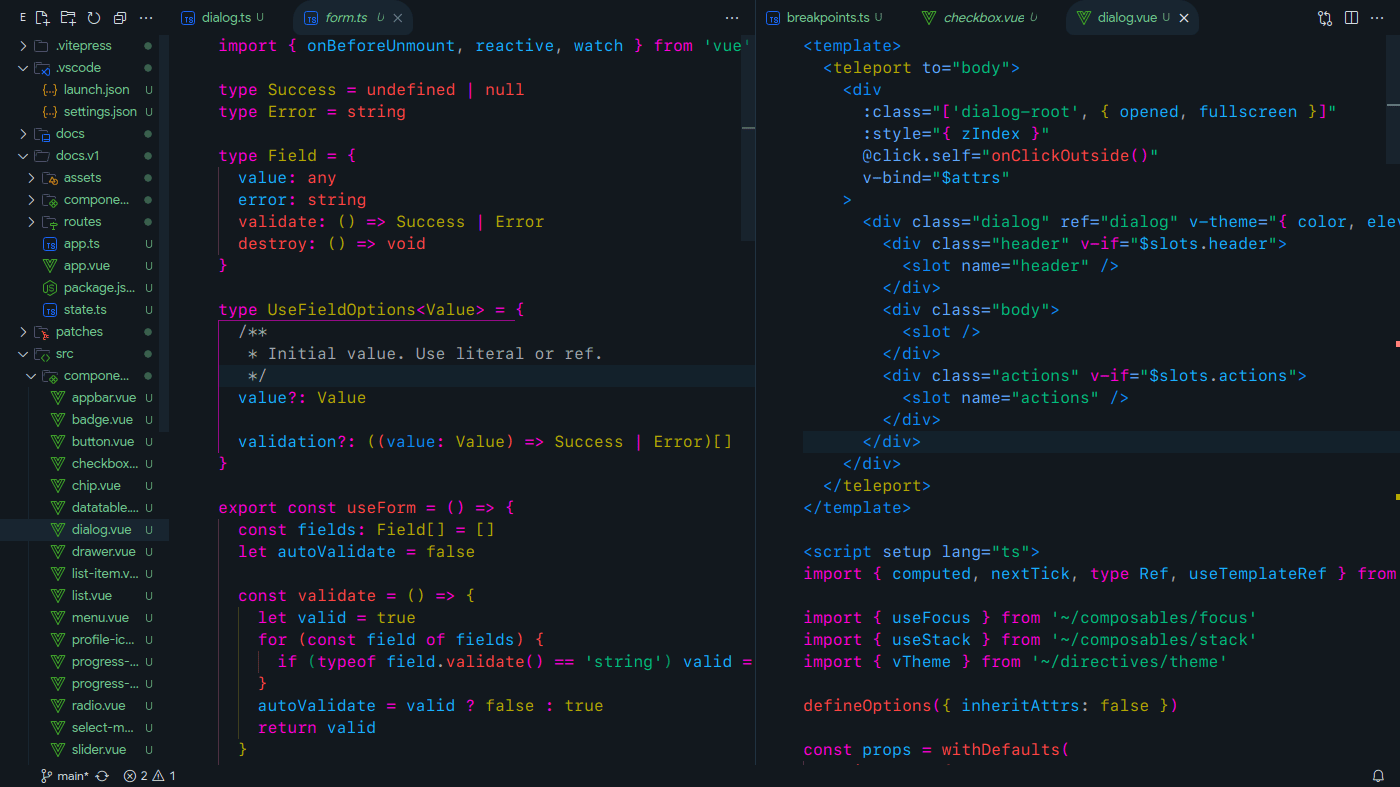 E
.vitepress
.vscode
launch.json U
settings.json U
docs
docs.v1
assets
compone...
routes
app.ts U
app.vue U
package.js... U
state.ts U
patches
src
compone...
appbar.vue U
badge.vue U
button.vue U
checkbox... U
chip.vue U
datatable.... U
dialog.vue U
drawer.vue U
list-item.v... U
list.vue U
menu.vue U
profile-ic... U
progress-... U
progress-... U
radio.vue U
select-m... U
slider.vue U
TS dialog.ts U
TS form.ts U
import { onBeforeUnmount, reactive, watch } from 'vue'
type Success = undefined | null
type Error = string
type Field = {
value: any
error: string
validate: () => Success | Error
destroy: () => void
}
type UseFieldOptions<Value> = {
/**
* Initial value. Use literal or ref.
*/
value?: Value
validation?: ((value: Value) => Success | Error)[]
}
export const useForm = () => {
const fields: Field[] = []
let autoValidate = false
const validate = () => {
let valid = true
for (const field of fields) {
if (typeof field.validate() == 'string') valid =
}
autoValidate = valid ? false : true
return valid
}
TS breakpoints.ts U
checkbox.vue U
dialog.vue U
<template>
<teleport to="body">
<div
:class="['dialog-root', { opened, fullscreen }]"
:style="{ zIndex }"
@click.self="onClickOutside()"
v-bind="$attrs"
>
<div class="dialog" ref="dialog" v-theme="{ color, elev
<div class="header" v-if="$slots.header">
<slot name="header" />
</div>
<div class="body">
<slot />
</div>
<div class="actions" v-if="$slots.actions">
<slot name="actions" />
</div>
</div>
</div>
</teleport>
</template>
<script setup lang="ts">
import { computed, nextTick, type Ref, useTemplateRef } from
import { useFocus } from '~/composables/focus'
import { useStack } from '~/composables/stack'
import { vTheme } from '~/directives/theme'
defineOptions({ inheritAttrs: false })
const props = withDefaults(
main* 2 1